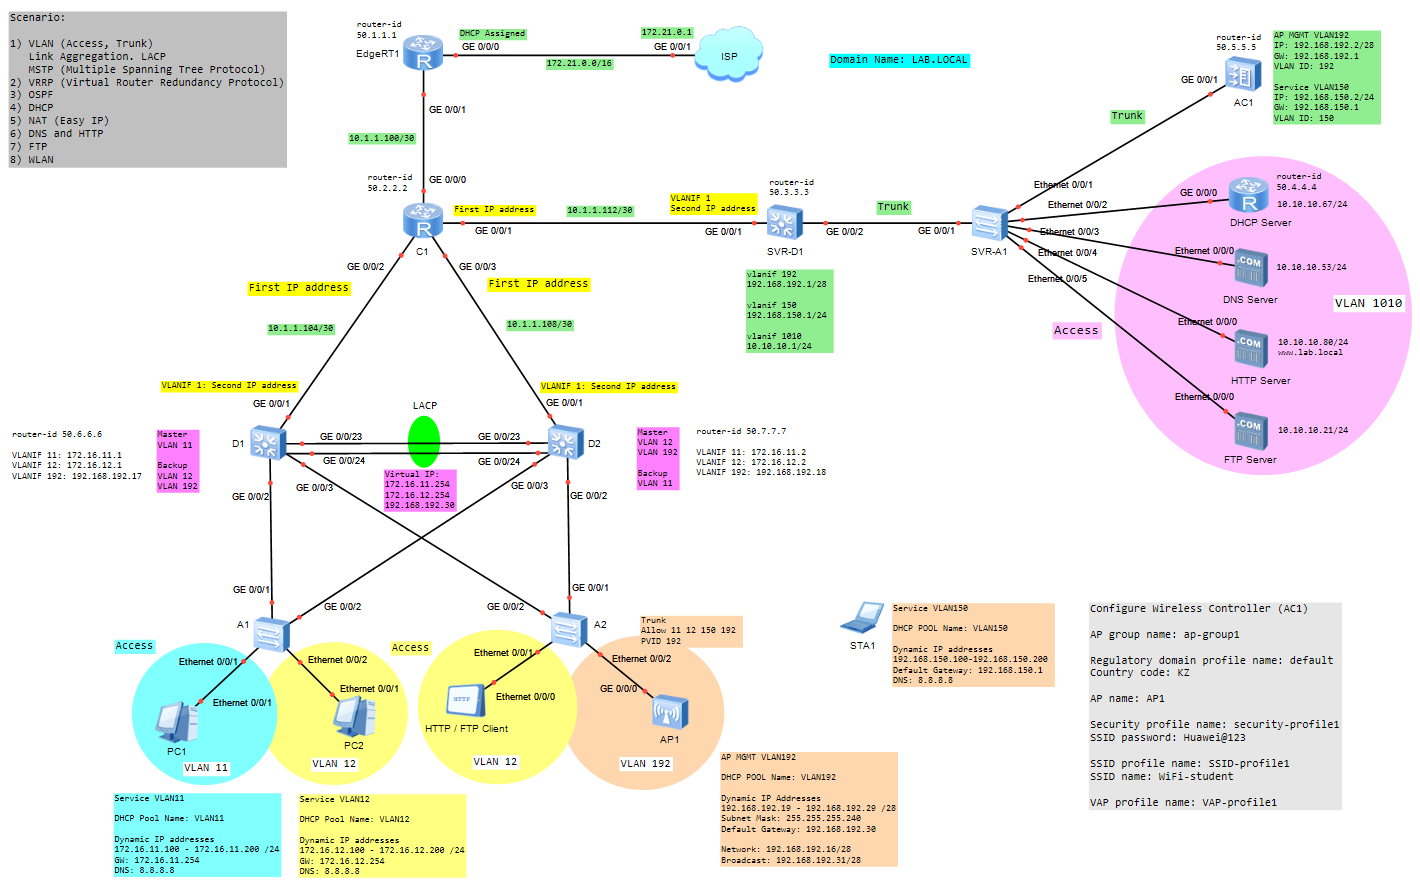 Scenario:
1) VLAN (Access, Trunk)
Link Aggregation. LACP
MSTP (Multiple Spanning Tree Protocol)
2) VRRP (Virtual Router Redundancy Protocol)
3) OSPF
4) DHCP
5) NAT (Easy IP)
6) DNS and HTTP
7) FTP
8) WLAN
router-id
50.1.1.1
EdgeRT1
R
DHCP Assigned
GE 0/0/0
172.21.0.0/16
172.21.0.1
GE 0/0/1
ISP
Domain Name: LAB.LOCAL
router-id
50.5.5.5
GE 0/0/1
AC1
AP MGMT VLAN192
IP: 192.168.192.2/28
GW: 192.168.192.1
VLAN ID: 192
Service VLAN150
IP: 192.168.150.2/24
GW: 192.168.150.1
VLAN ID: 150
GE 0/0/1
10.1.1.100/30
GE 0/0/0
router-id
50.2.2.2
R
C1
First IP address
GE 0/0/1
10.1.1.112/30
VLANIF 1
Second IP address
GE 0/0/1
router-id
50.3.3.3
SVR-D1
GE 0/0/2
Trunk
GE 0/0/1
SVR-A1
Trunk
Ethernet 0/0/1
Ethernet 0/0/2
Ethernet 0/0/3
Ethernet 0/0/4
Ethernet 0/0/5
Access
router-id
50.4.4.4
GE 0/0/0
R
10.10.10.67/24
DHCP Server
Ethernet 0/0/0
.COM
10.10.10.53/24
DNS Server
VLAN 1010
Ethernet 0/0/0
.COM
10.10.10.80/24
www.lab.local
HTTP Server
Ethernet 0/0/0
.COM
10.10.10.21/24
FTP Server
vlanif 192
192.168.192.1/28
vlanif 150
192.168.150.1/24
vlanif 1010
10.10.10.1/24
GE 0/0/2
GE 0/0/3
First IP address
First IP address
10.1.1.104/30
10.1.1.108/30
VLANIF 1: Second IP address
VLANIF 1: Second IP address
GE 0/0/1
GE 0/0/1
LACP
router-id 50.6.6.6
VLANIF 11: 172.16.11.1
VLANIF 12: 172.16.12.1
VLANIF 192: 192.168.192.17
Master
VLAN 11
Backup
VLAN 12
VLAN 192
D1
GE 0/0/23
GE 0/0/23
GE 0/0/24
GE 0/0/24
D2
Virtual IP:
172.16.11.254
172.16.12.254
192.168.192.30
Master
VLAN 12
VLAN 192
Backup
VLAN 11
router-id 50.7.7.7
VLANIF 11: 172.16.11.2
VLANIF 12: 172.16.12.2
VLANIF 192: 192.168.192.18
GE 0/0/2
GE 0/0/3
GE 0/0/3
GE 0/0/2
GE 0/0/1
GE 0/0/2
GE 0/0/2
GE 0/0/1
A1
A2
Access
Access
Trunk
Allow 11 12 150 192
PVID 192
Ethernet 0/0/1
Ethernet 0/0/2
Ethernet 0/0/1
Ethernet 0/0/2
Ethernet 0/0/1
Ethernet 0/0/1
Ethernet 0/0/0
GE 0/0/0
PC1
PC2
HTTP
HTTP / FTP Client
AP1
VLAN 11
VLAN 12
VLAN 12
VLAN 192
STA1
Service VLAN150
DHCP POOL Name: VLAN150
Dynamic IP addresses
192.168.150.100-192.168.150.200
Default Gateway: 192.168.150.1
DNS: 8.8.8.8
Configure Wireless Controller (AC1)
AP group name: ap-group1
Regulatory domain profile name: default
Country code: KZ
AP name: AP1
Security profile name: security-profile1
SSID password: Huawei@123
SSID profile name: SSID-profile1
SSID name: WiFi-student
VAP profile name: VAP-profile1
Service VLAN11
DHCP Pool Name: VLAN11
Dynamic IP addresses
172.16.11.100 - 172.16.11.200 /24
GW: 172.16.11.254
DNS: 8.8.8.8
Service VLAN12
DHCP Pool Name: VLAN12
Dynamic IP addresses
172.16.12.100 - 172.16.12.200 /24
GW: 172.16.12.254
DNS: 8.8.8.8
AP MGMT VLAN192
DHCP POOL Name: VLAN192
Dynamic IP Addresses
192.168.192.19 - 192.168.192.29 /28
Subnet Mask: 255.255.255.240
Default Gateway: 192.168.192.30
Network: 192.168.192.16/28
Broadcast: 192.168.192.31/28